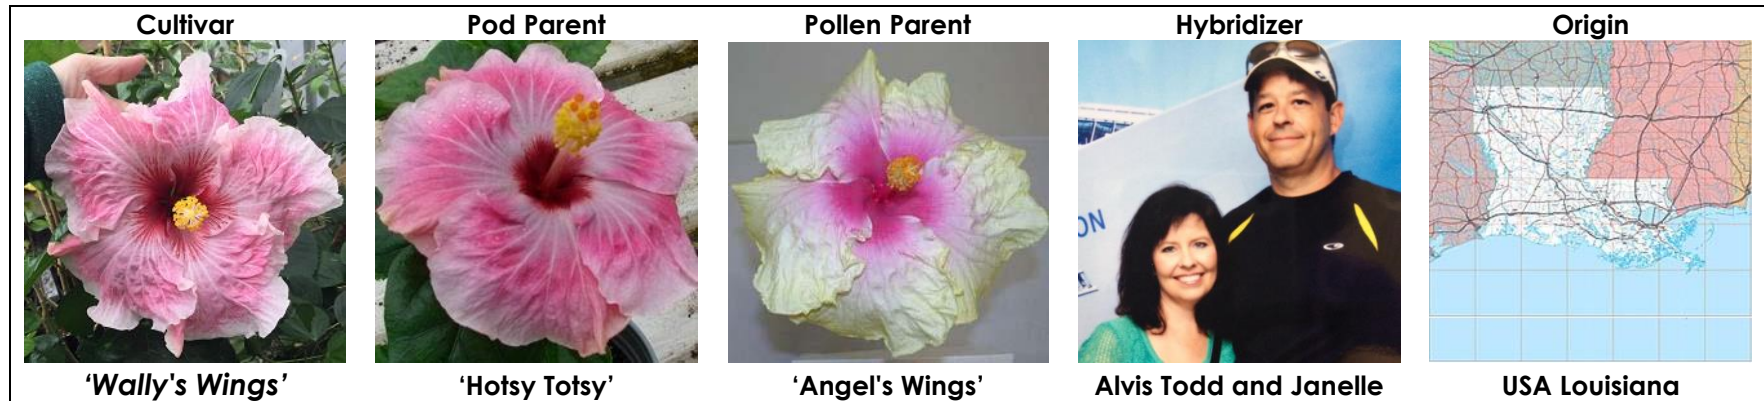 Cultivar
Pod Parent
Pollen Parent
Hybridizer
Origin
ON
‘Wally's Wings’
‘Hotsy Totsy’
‘Angel's Wings’
Alvis Todd and Janelle
USA Louisiana